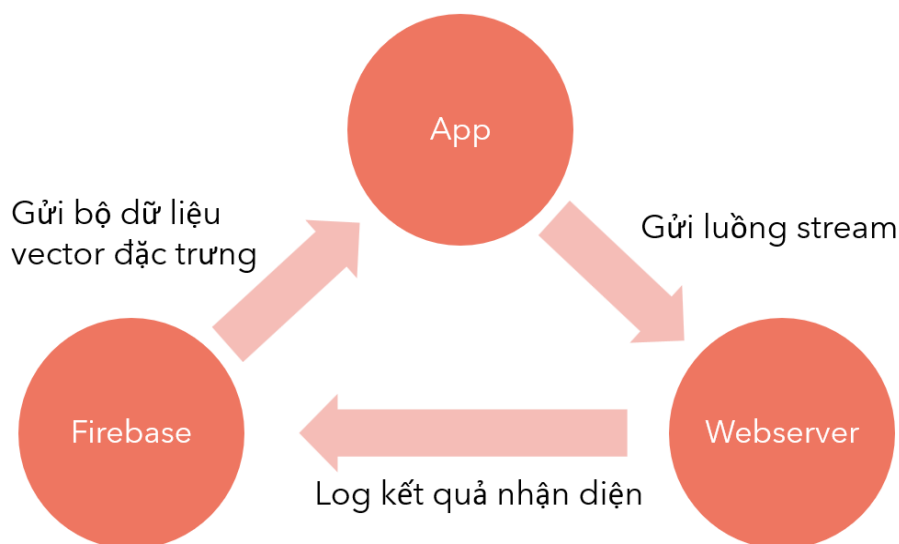 App
Gửi bộ dữ liệu
vector đặc trưng
Gửi luồng stream
Firebase
Webserver
Log kết quả nhận diện